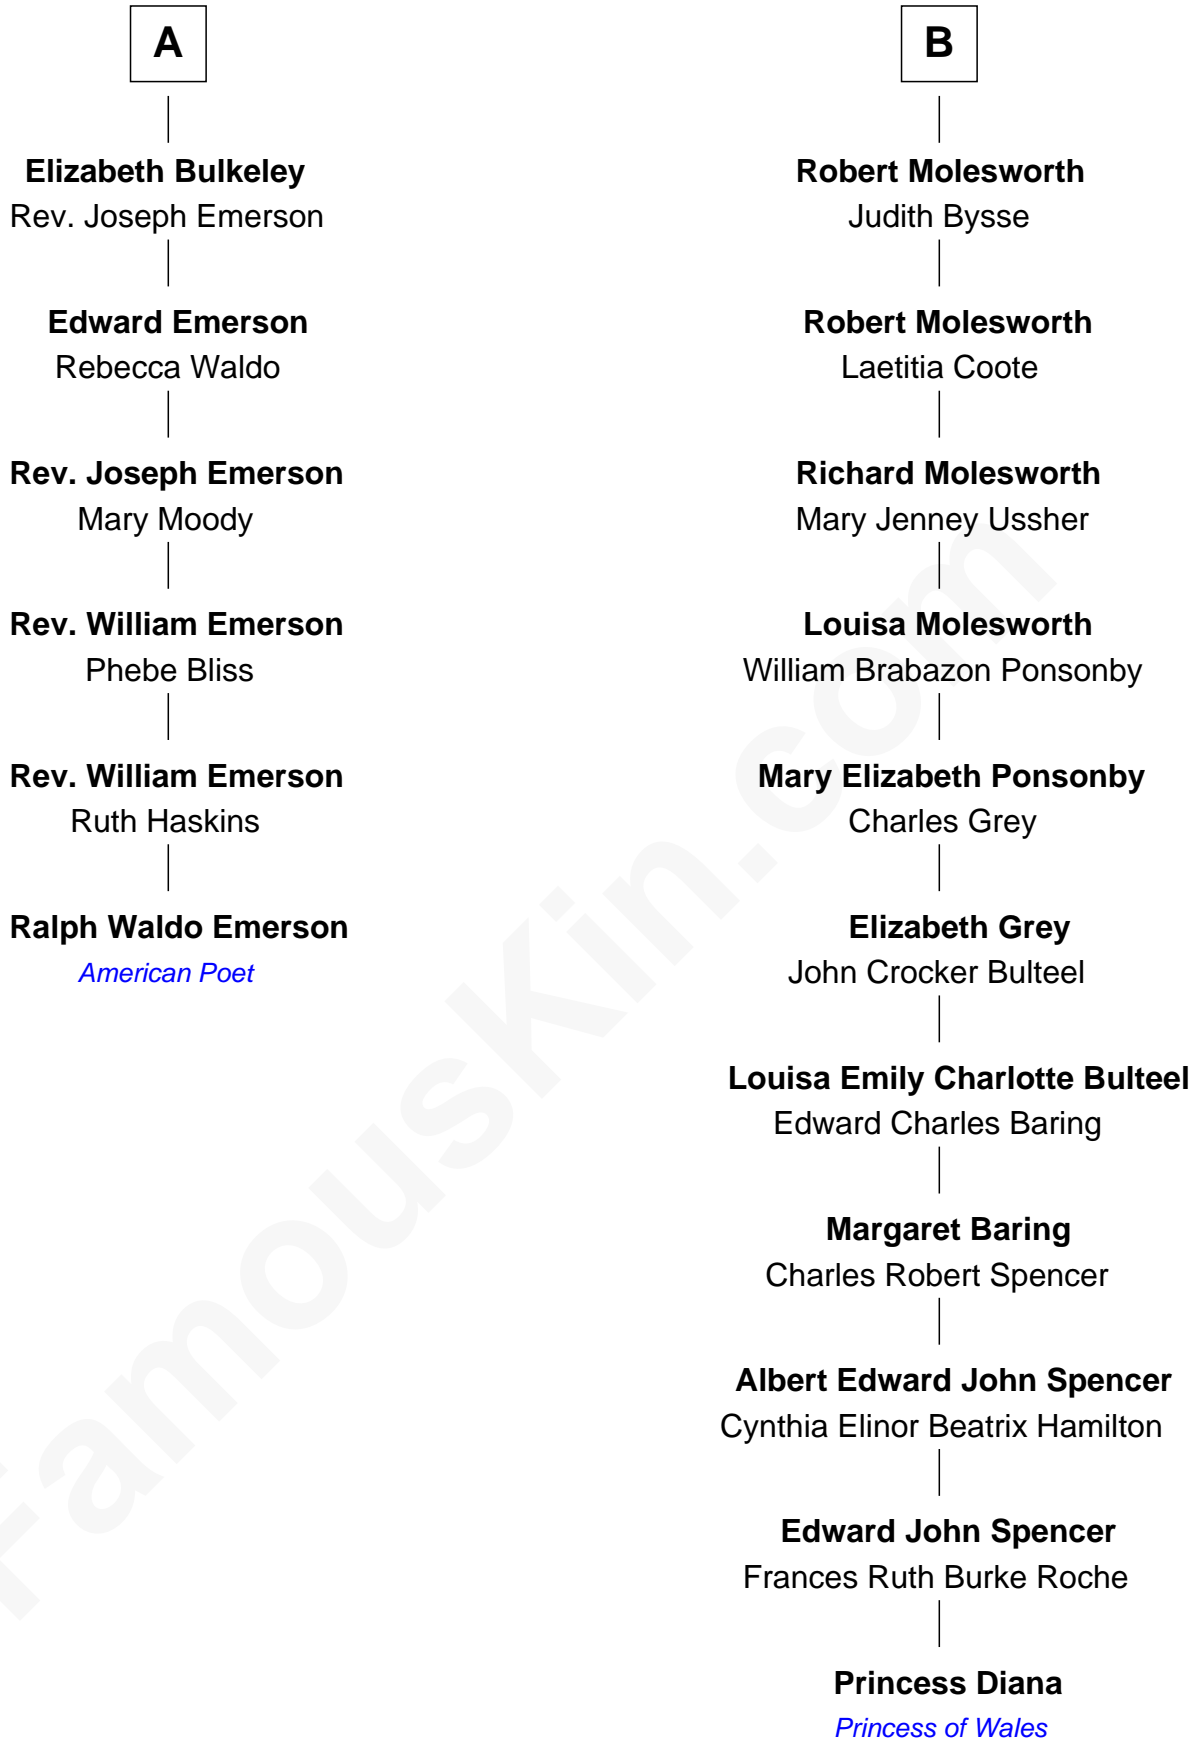 A
Elizabeth Bulkeley
Rev. Joseph Emerson
Edward Emerson
Rebecca Waldo
Rev. Joseph Emerson
Mary Moody
Rev. William Emerson
Phebe Bliss
Rev. William Emerson
Ruth Haskins
Ralph Waldo Emerson
American Poet
B
Robert Molesworth
Judith Bysse
Robert Molesworth
Laetitia Coote
Richard Molesworth
Mary Jenney Ussher
Louisa Molesworth
William Brabazon Ponsonby
Mary Elizabeth Ponsonby
Charles Grey
Elizabeth Grey
John Crocker Bulteel
Louisa Emily Charlotte Bulteel
Edward Charles Baring
Margaret Baring
Charles Robert Spencer
Albert Edward John Spencer
Cynthia Elinor Beatrix Hamilton
Edward John Spencer
Frances Ruth Burke Roche
Princess Diana
Princess of Wales
FamousKin.com